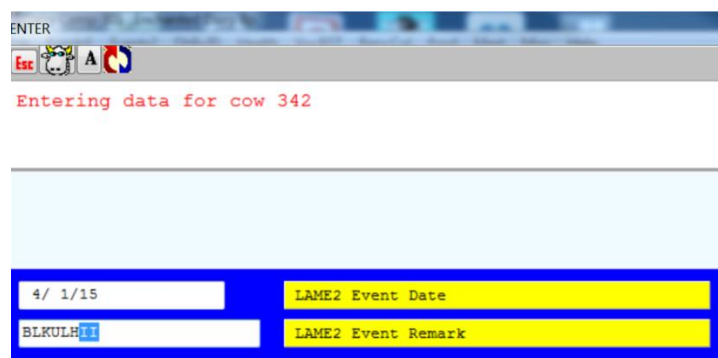 ENTER
Esc A
Entering data for cow 342
4/ 1/15 LAME2 Event Date
BLKULHII LAME2 Event Remark